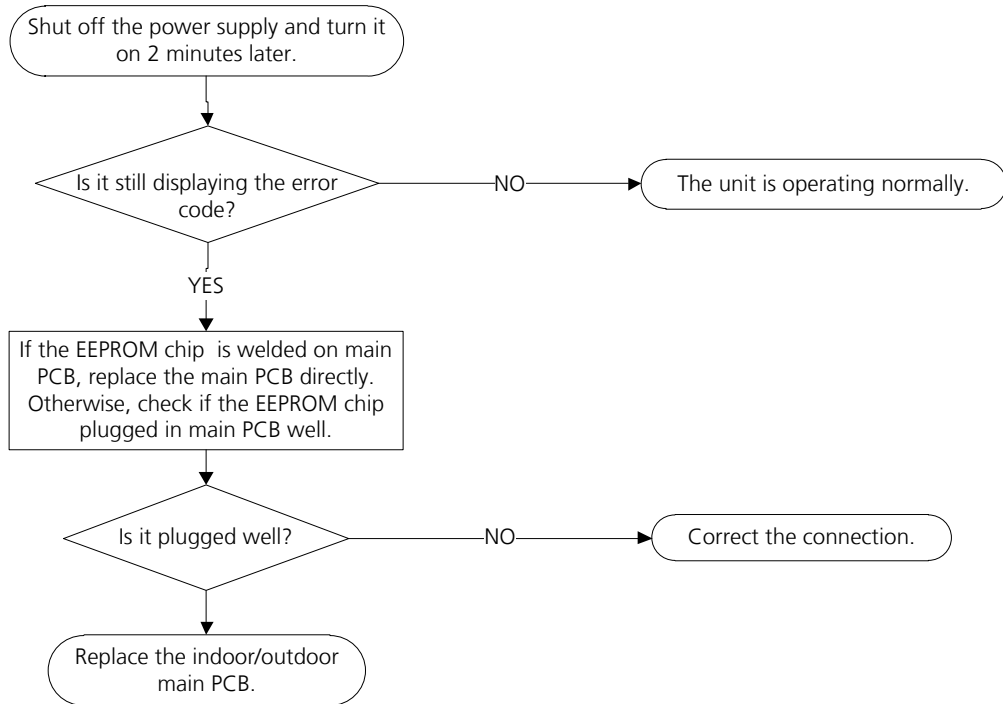 Shut off the power supply and turn it
on 2 minutes later.
Is it still displaying the error
code?
NO
The unit is operating normally.
YES
If the EEPROM chip is welded on main
PCB, replace the main PCB directly.
Otherwise, check if the EEPROM chip
plugged in main PCB well.
Is it plugged well?
NO
Correct the connection.
Replace the indoor/outdoor
main PCB.